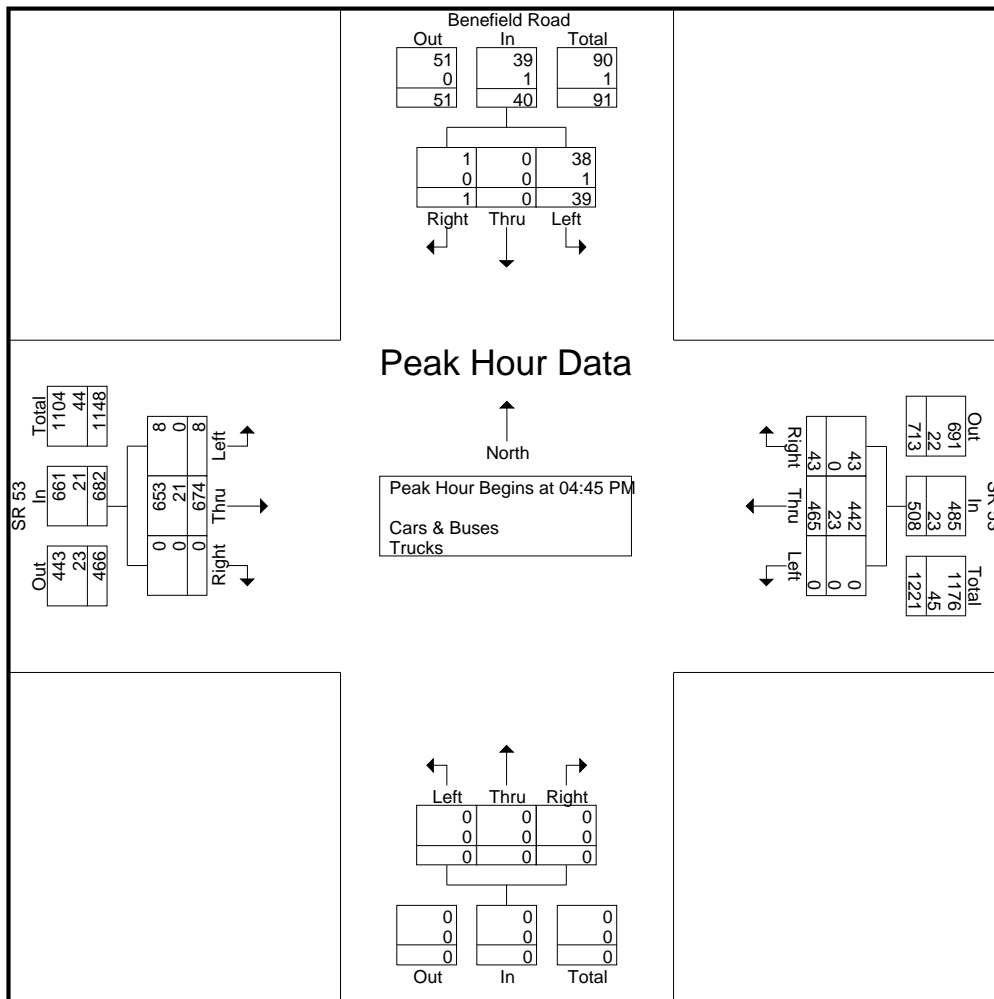 Benefield Road
Out In Total
51 39 90
0 1 1
51 40 91
1 0 38
0 0 1
1 0 39
Right Thru Left
Peak Hour Data
North
Peak Hour Begins at 04:45 PM
Cars & Buses
Trucks
SR 53
Out In Total
443 661 1104
23 21 44
466 682 1148
Right Thru Left
0 653 8
0 21 0
0 674 8
SR 53
Out In Total
691 485 1176
22 23 45
713 508 1221
Right Thru Left
43 442 0
0 23 0
43 465 0
Left Thru Right
0 0 0
0 0 0
0 0 0
0 0 0
0 0 0
0 0 0
Out In Total